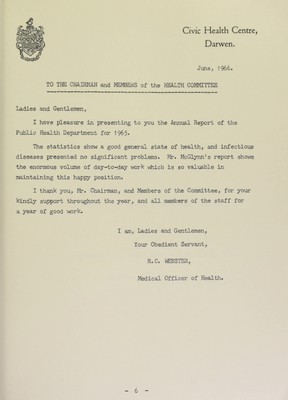 Civic Health Centre,
Darwen.
June, 1966.
TO THE CHAIRMAN and MEMBERS of the HEALTH COMMITTEE
Ladies and Gentlemen,
I have pleasure in presenting to you the Annual Report of the
Public Health Department for 1965.
The statistics show a good general state of health, and infectious
diseases presented no significant problems. Mr. McGlynn's report shows
the enormous volume of day-to-day work which is so valuable in
maintaining this happy position.
I thank you, Mr. Chairman, and Members of the Committee, for your
kindly support throughout the year, and all members of the staff for
a year of good work.
I am, Ladies and Gentlemen,
Your Obedient Servant,
H.C. WEBSTER,
Medical Officer of Health.
- 6 -